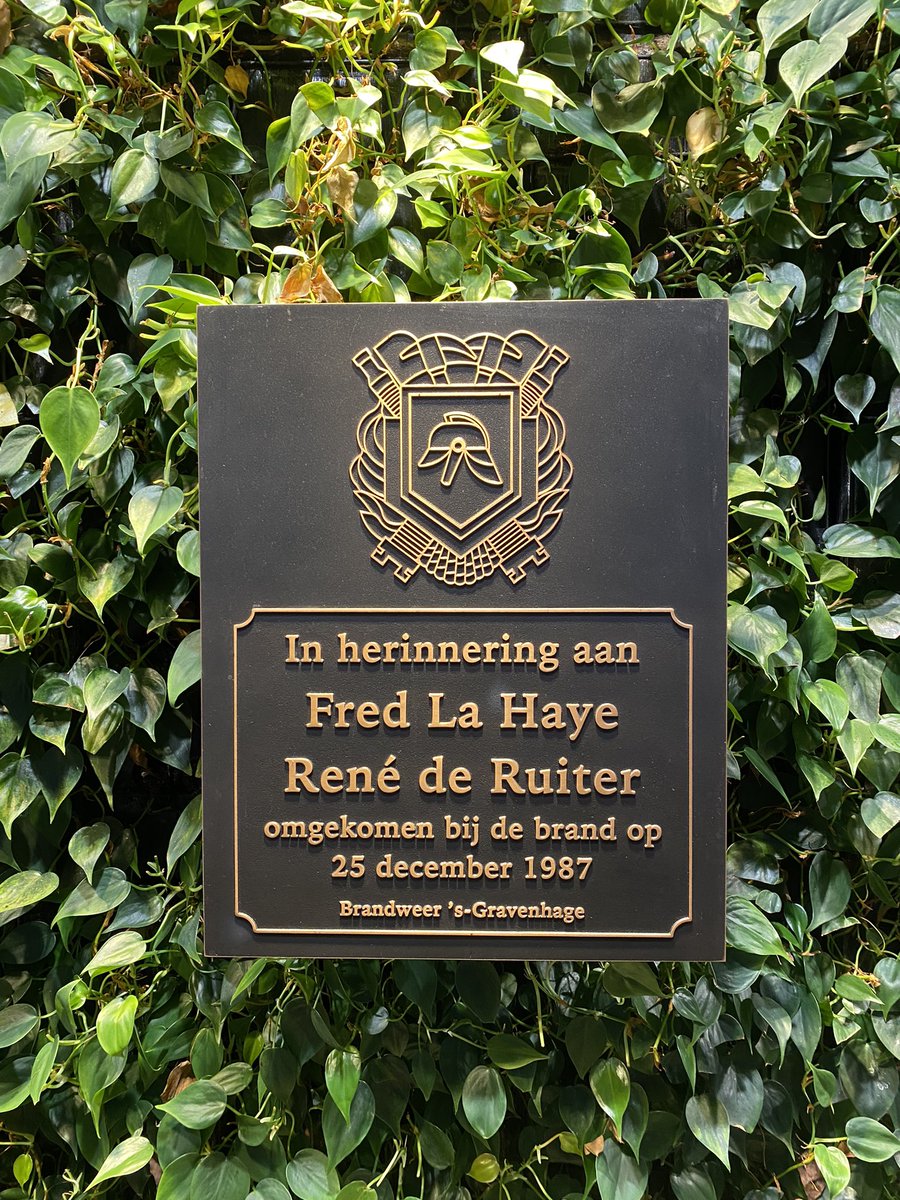 In herinnering aan
Fred La Haye
René de Ruiter
omgekomen bij de brand op
25 december 1987
Brandweer 's-Gravenhage